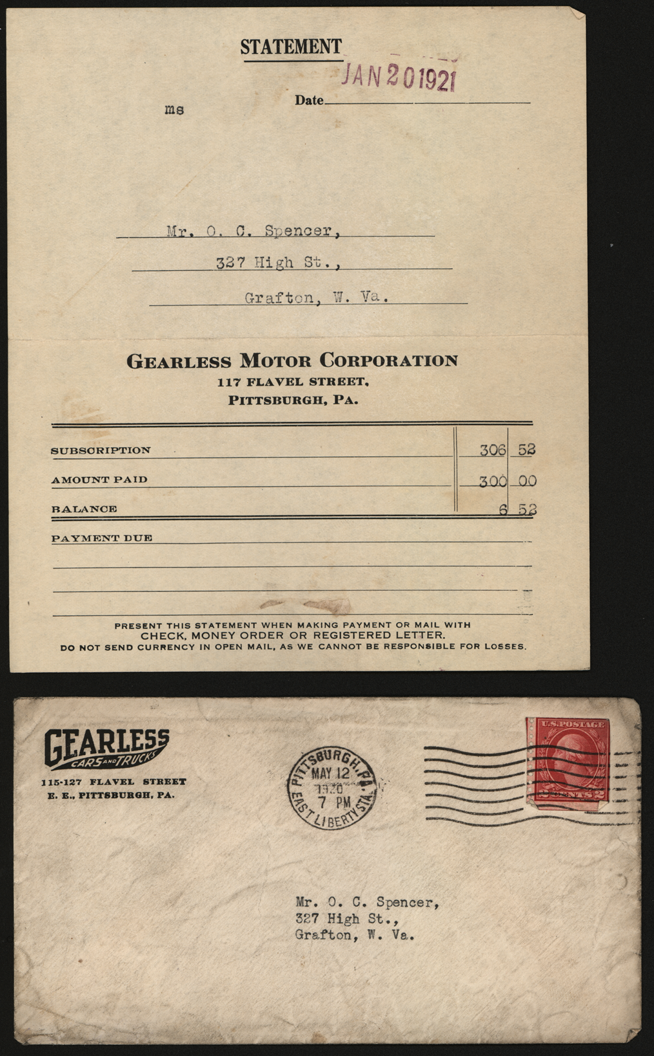 STATEMENT
JAN 20 1921
Date
ms
Mr. O. C. Spencer,
327 High St.,
Grafton, W. Va.
GEARLESS MOTOR CORPORATION
117 FLAVEL STREET,
PITTSBURGH, PA.
SUBSCRIPTION 306 52
AMOUNT PAID 300 00
BALANCE 6 52
PAYMENT DUE
PRESENT THIS STATEMENT WHEN MAKING PAYMENT OR MAIL WITH
CHECK, MONEY ORDER OR REGISTERED LETTER.
DO NOT SEND CURRENCY IN OPEN MAIL, AS WE CANNOT BE RESPONSIBLE FOR LOSSES.
GEARLESS
CARS AND TRUCKS
115-127 FLAVEL STREET
E. E., PITTSBURGH, PA.
PITTSBURGH, PA.
MAY 12
1920
7 PM
EAST LIBERTY STA.
U.S. POSTAGE
2 CENTS 2
Mr. O. C. Spencer,
327 High St.,
Grafton, W. Va.